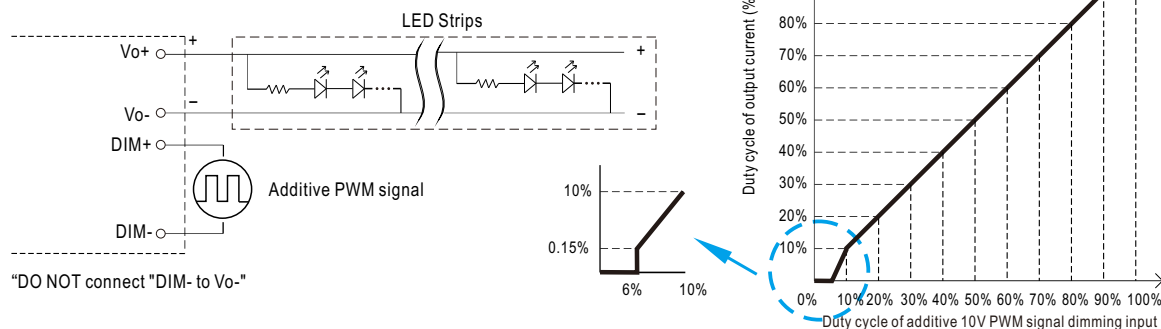 LED Strips
Vo+
+
+
Vo-
–
–
DIM+
Additive PWM signal
DIM-
"DO NOT connect "DIM- to Vo-"
10%
0.15%
6% 10%
Duty cycle of output current (%
80%
70%
60%
50%
40%
30%
20%
10%
0% 10% 20% 30% 40% 50% 60% 70% 80% 90% 100%
Duty cycle of additive 10V PWM signal dimming input